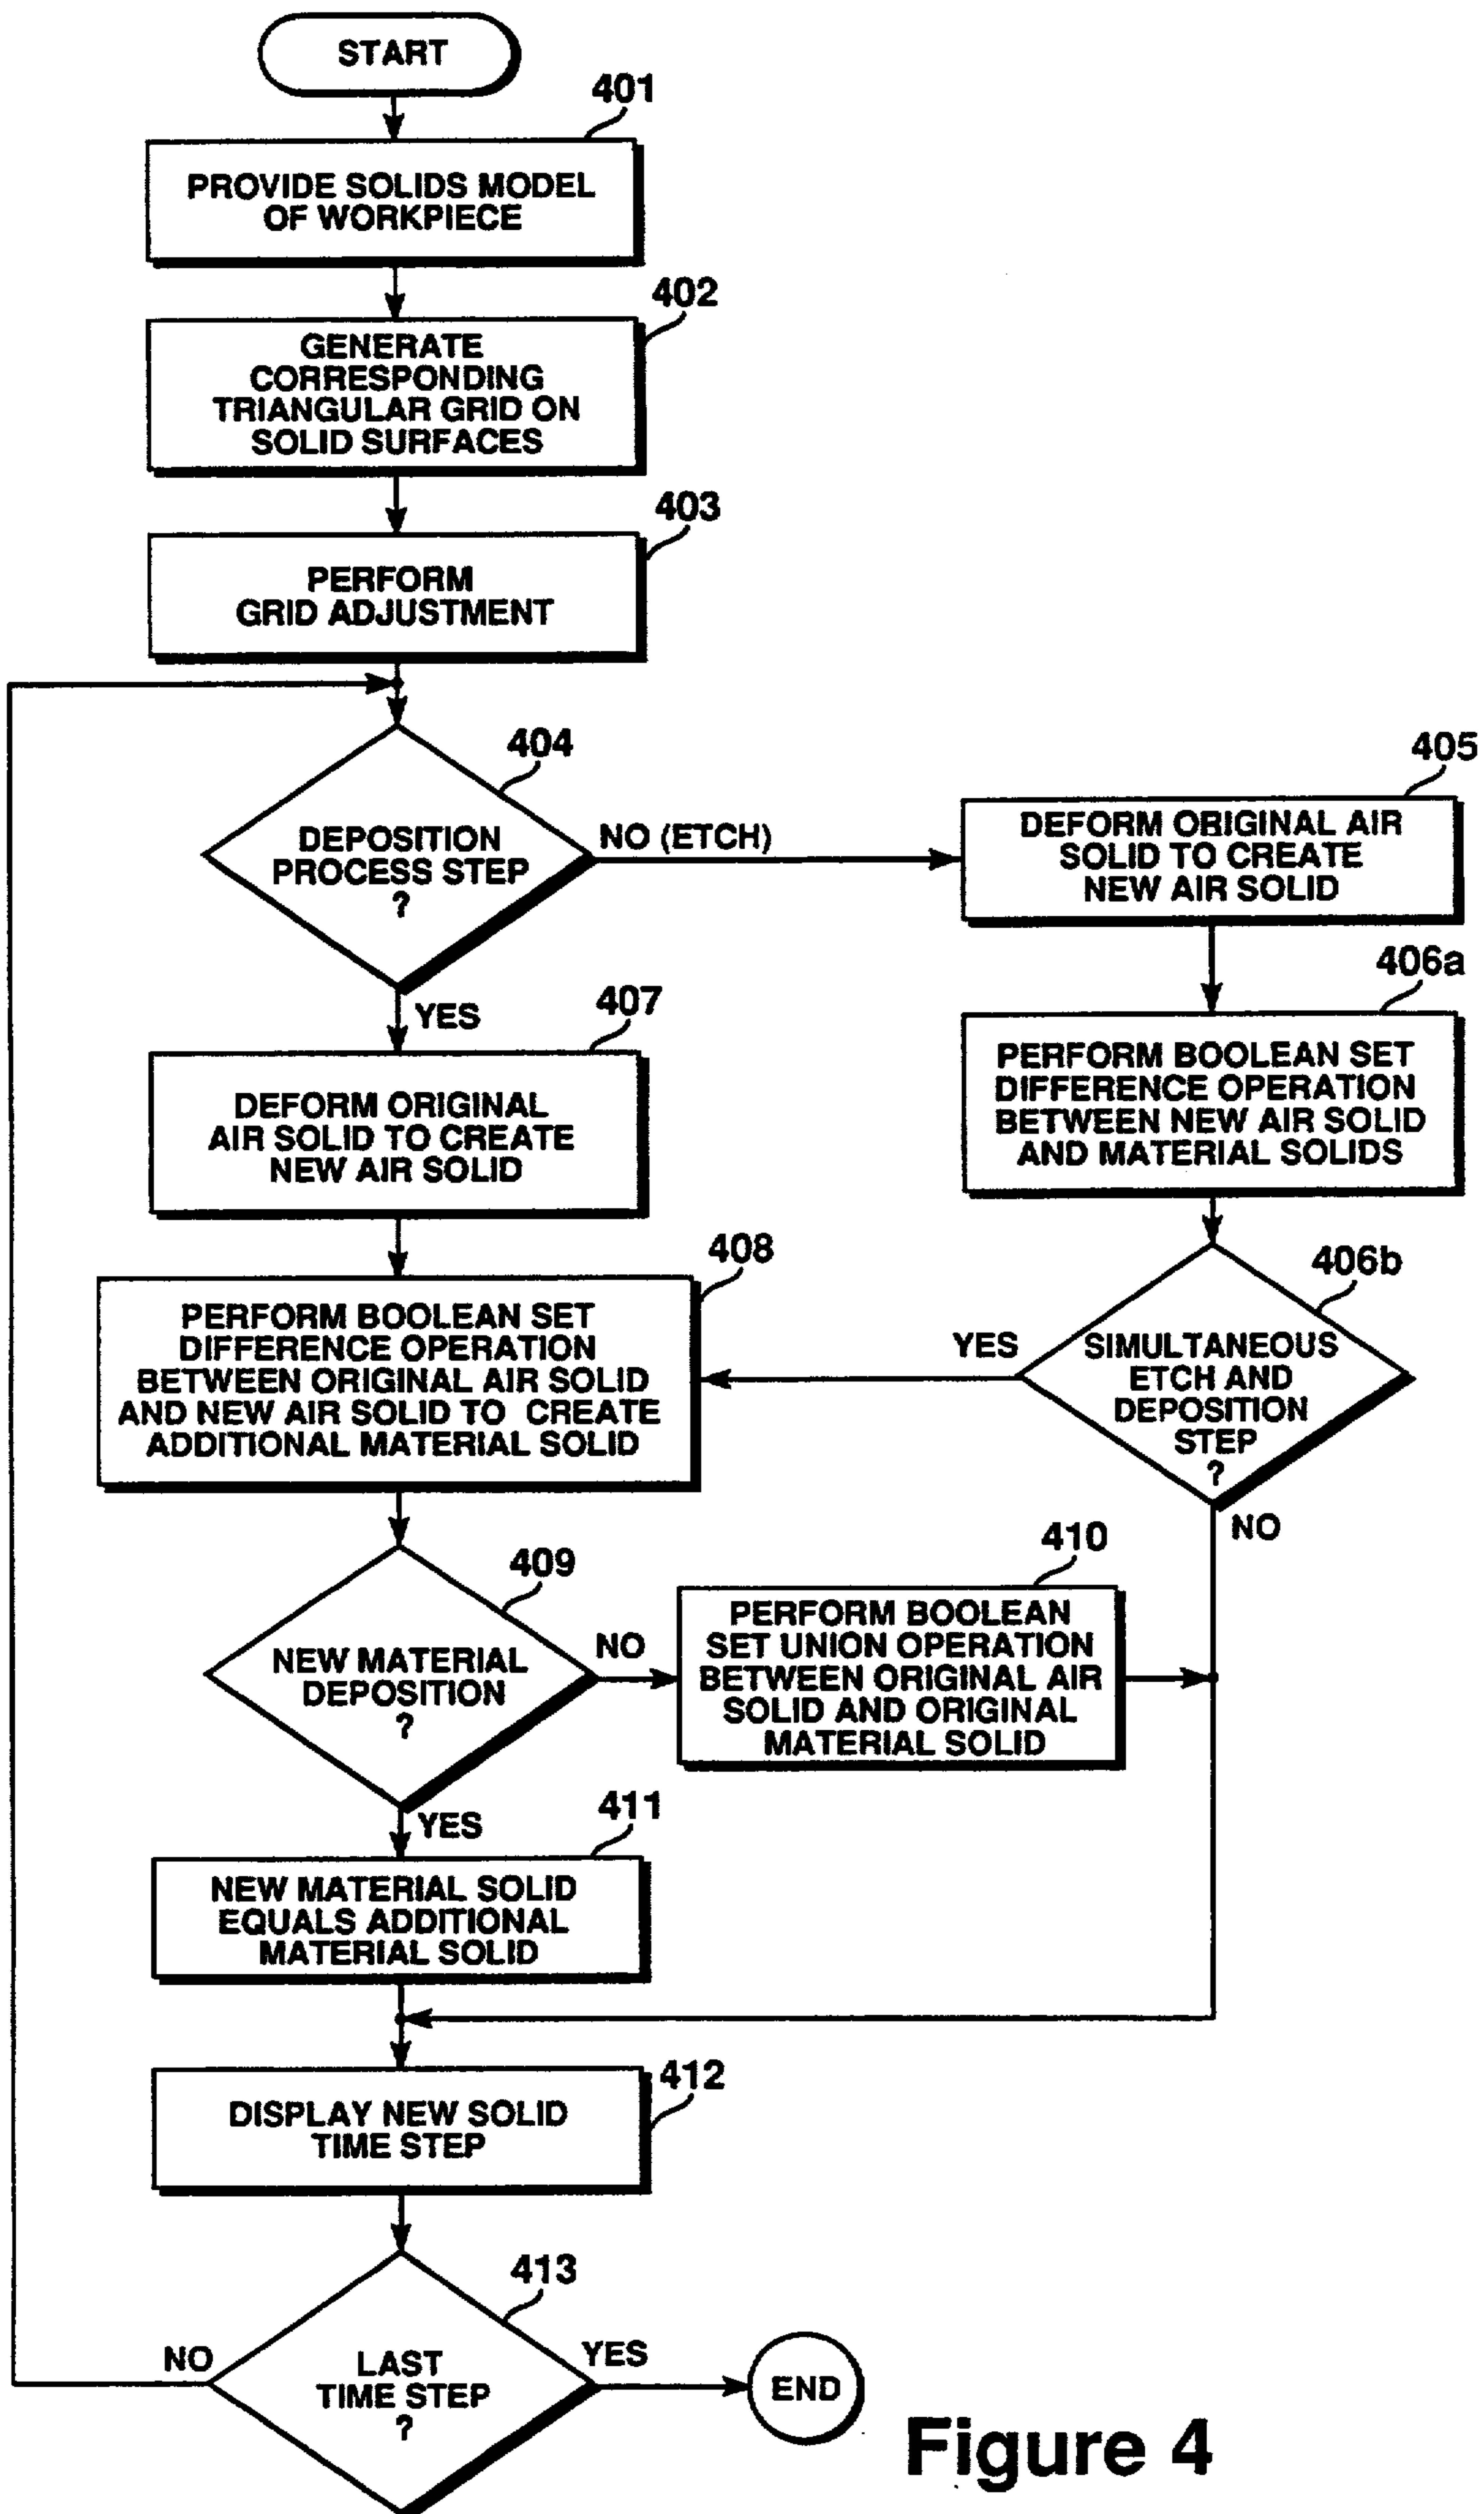 START
401
PROVIDE SOLIDS MODEL
OF WORKPIECE
402
GENERATE
CORRESPONDING
TRIANGULAR GRID ON
SOLID SURFACES
403
PERFORM
GRID ADJUSTMENT
404
DEPOSITION
PROCESS STEP
?
NO (ETCH)
405
DEFORM ORIGINAL AIR
SOLID TO CREATE
NEW AIR SOLID
406a
PERFORM BOOLEAN SET
DIFFERENCE OPERATION
BETWEEN NEW AIR SOLID
AND MATERIAL SOLIDS
YES
407
DEFORM ORIGINAL
AIR SOLID TO CREATE
NEW AIR SOLID
406b
SIMULTANEOUS
ETCH AND
DEPOSITION
STEP
?
YES
NO
408
PERFORM BOOLEAN SET
DIFFERENCE OPERATION
BETWEEN ORIGINAL AIR SOLID
AND NEW AIR SOLID TO CREATE
ADDITIONAL MATERIAL SOLID
409
NEW MATERIAL
DEPOSITION
?
NO
410
PERFORM BOOLEAN
SET UNION OPERATION
BETWEEN ORIGINAL AIR
SOLID AND ORIGINAL
MATERIAL SOLID
YES
411
NEW MATERIAL SOLID
EQUALS ADDITIONAL
MATERIAL SOLID
412
DISPLAY NEW SOLID
TIME STEP
413
LAST
TIME STEP
?
NO
YES
END
Figure 4